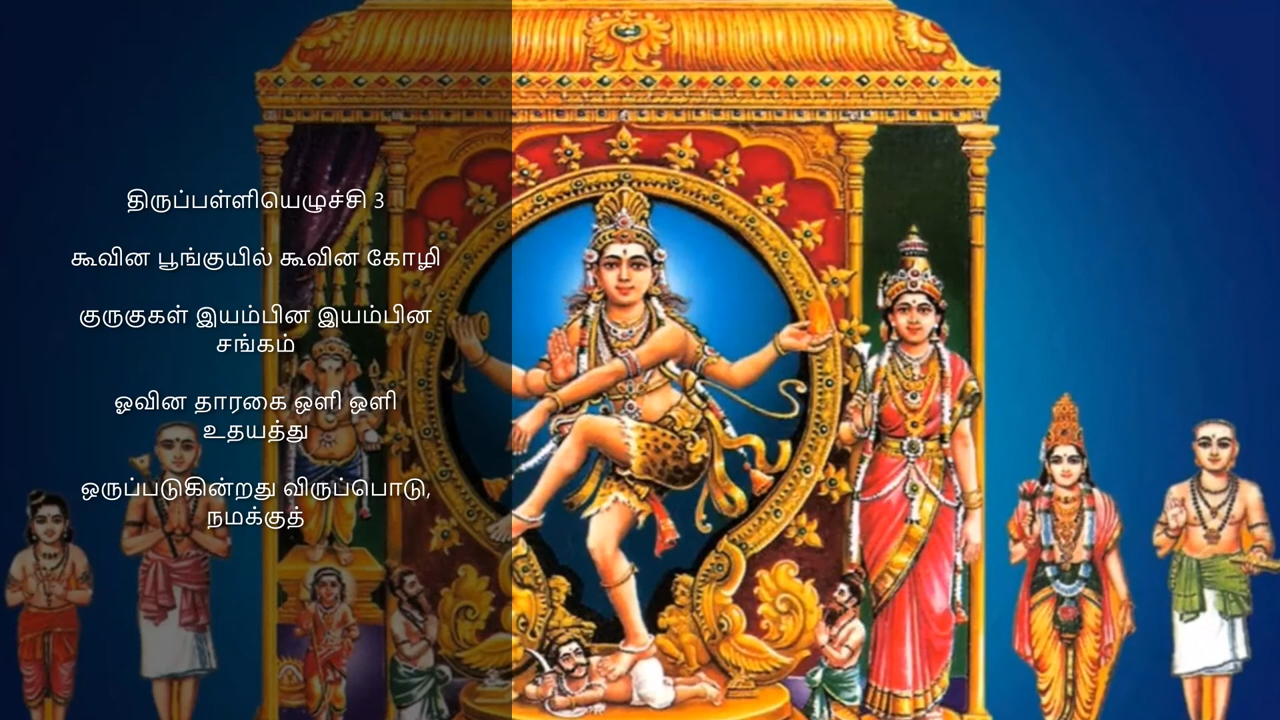 திருப்பள்ளியெழுச்சி 3
கூவின பூங்குயில் கூவின கோழி
குருகுகள் இயம்பின இயம்பின
சங்கம்
ஓவின தாரகை ஒளி ஒளி
உதயத்து
ஒருப்படுகின்றது விருப்பொடு,
நமக்குத்